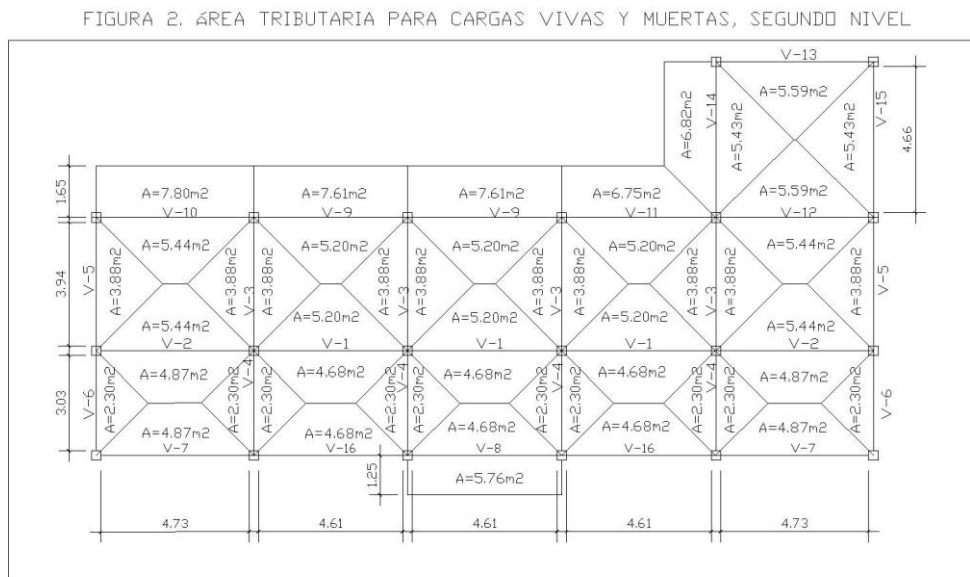 FIGURA 2. ÁREA TRIBUTARIA PARA CARGAS VIVAS Y MUERTAS, SEGUNDO NIVEL
V-13
A=5.59m2
A=6.82m2
V-14
A=5.43m2
A=5.43m2
V-15
4.66
A=5.59m2
1.65
A=7.80m2
A=7.61m2
A=7.61m2
A=6.75m2
V-10
V-9
V-9
V-11
V-12
3.94
V-5
A=5.44m2
A=5.20m2
A=5.20m2
A=5.20m2
A=5.44m2
A=3.88m2
A=3.88m2
V-3
A=3.88m2
A=3.88m2
V-3
A=3.88m2
A=3.88m2
V-3
A=3.88m2
A=3.88m2
V-3
A=3.88m2
A=3.88m2
V-5
A=5.44m2
A=5.20m2
A=5.20m2
A=5.20m2
A=5.44m2
V-2
V-1
V-1
V-1
V-2
3.03
V-6
A=4.87m2
A=4.68m2
A=4.68m2
A=4.68m2
A=4.87m2
A=2.30m2
A=2.30m2
V-4
A=2.30m2
A=2.30m2
V-4
A=2.30m2
A=2.30m2
V-4
A=2.30m2
A=2.30m2
V-4
A=2.30m2
A=2.30m2
V-6
A=4.87m2
A=4.68m2
A=4.68m2
A=4.68m2
A=4.87m2
V-7
V-16
V-8
V-16
V-7
1.25
A=5.76m2
4.73
4.61
4.61
4.61
4.73